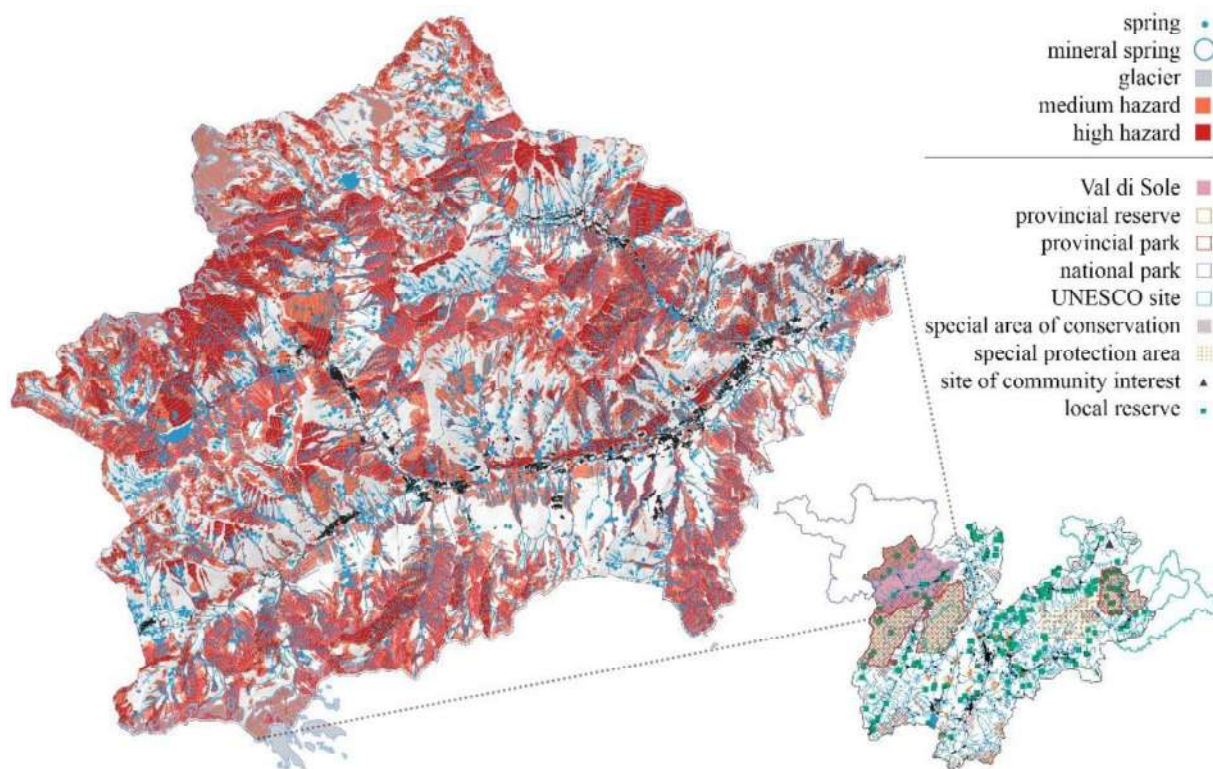 spring
mineral spring
glacier
medium hazard
high hazard
Val di Sole
provincial reserve
provincial park
national park
UNESCO site
special area of conservation
special protection area
site of community interest
local reserve